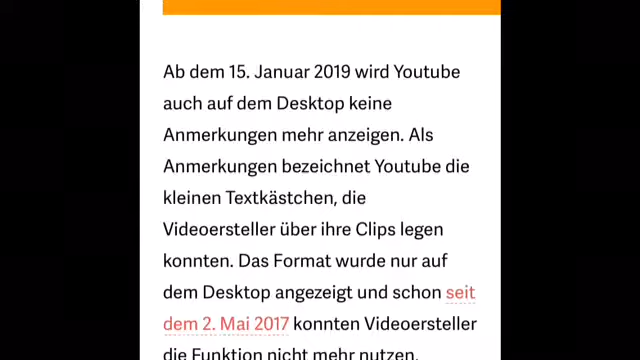 Ab dem 15. Januar 2019 wird Youtube
auch auf dem Desktop keine
Anmerkungen mehr anzeigen. Als
Anmerkungen bezeichnet Youtube die
kleinen Textkästchen, die
Videoersteller über ihre Clips legen
konnten. Das Format wurde nur auf
dem Desktop angezeigt und schon seit
dem 2. Mai 2017 konnten Videoersteller
die Funktion nicht mehr nutzen.